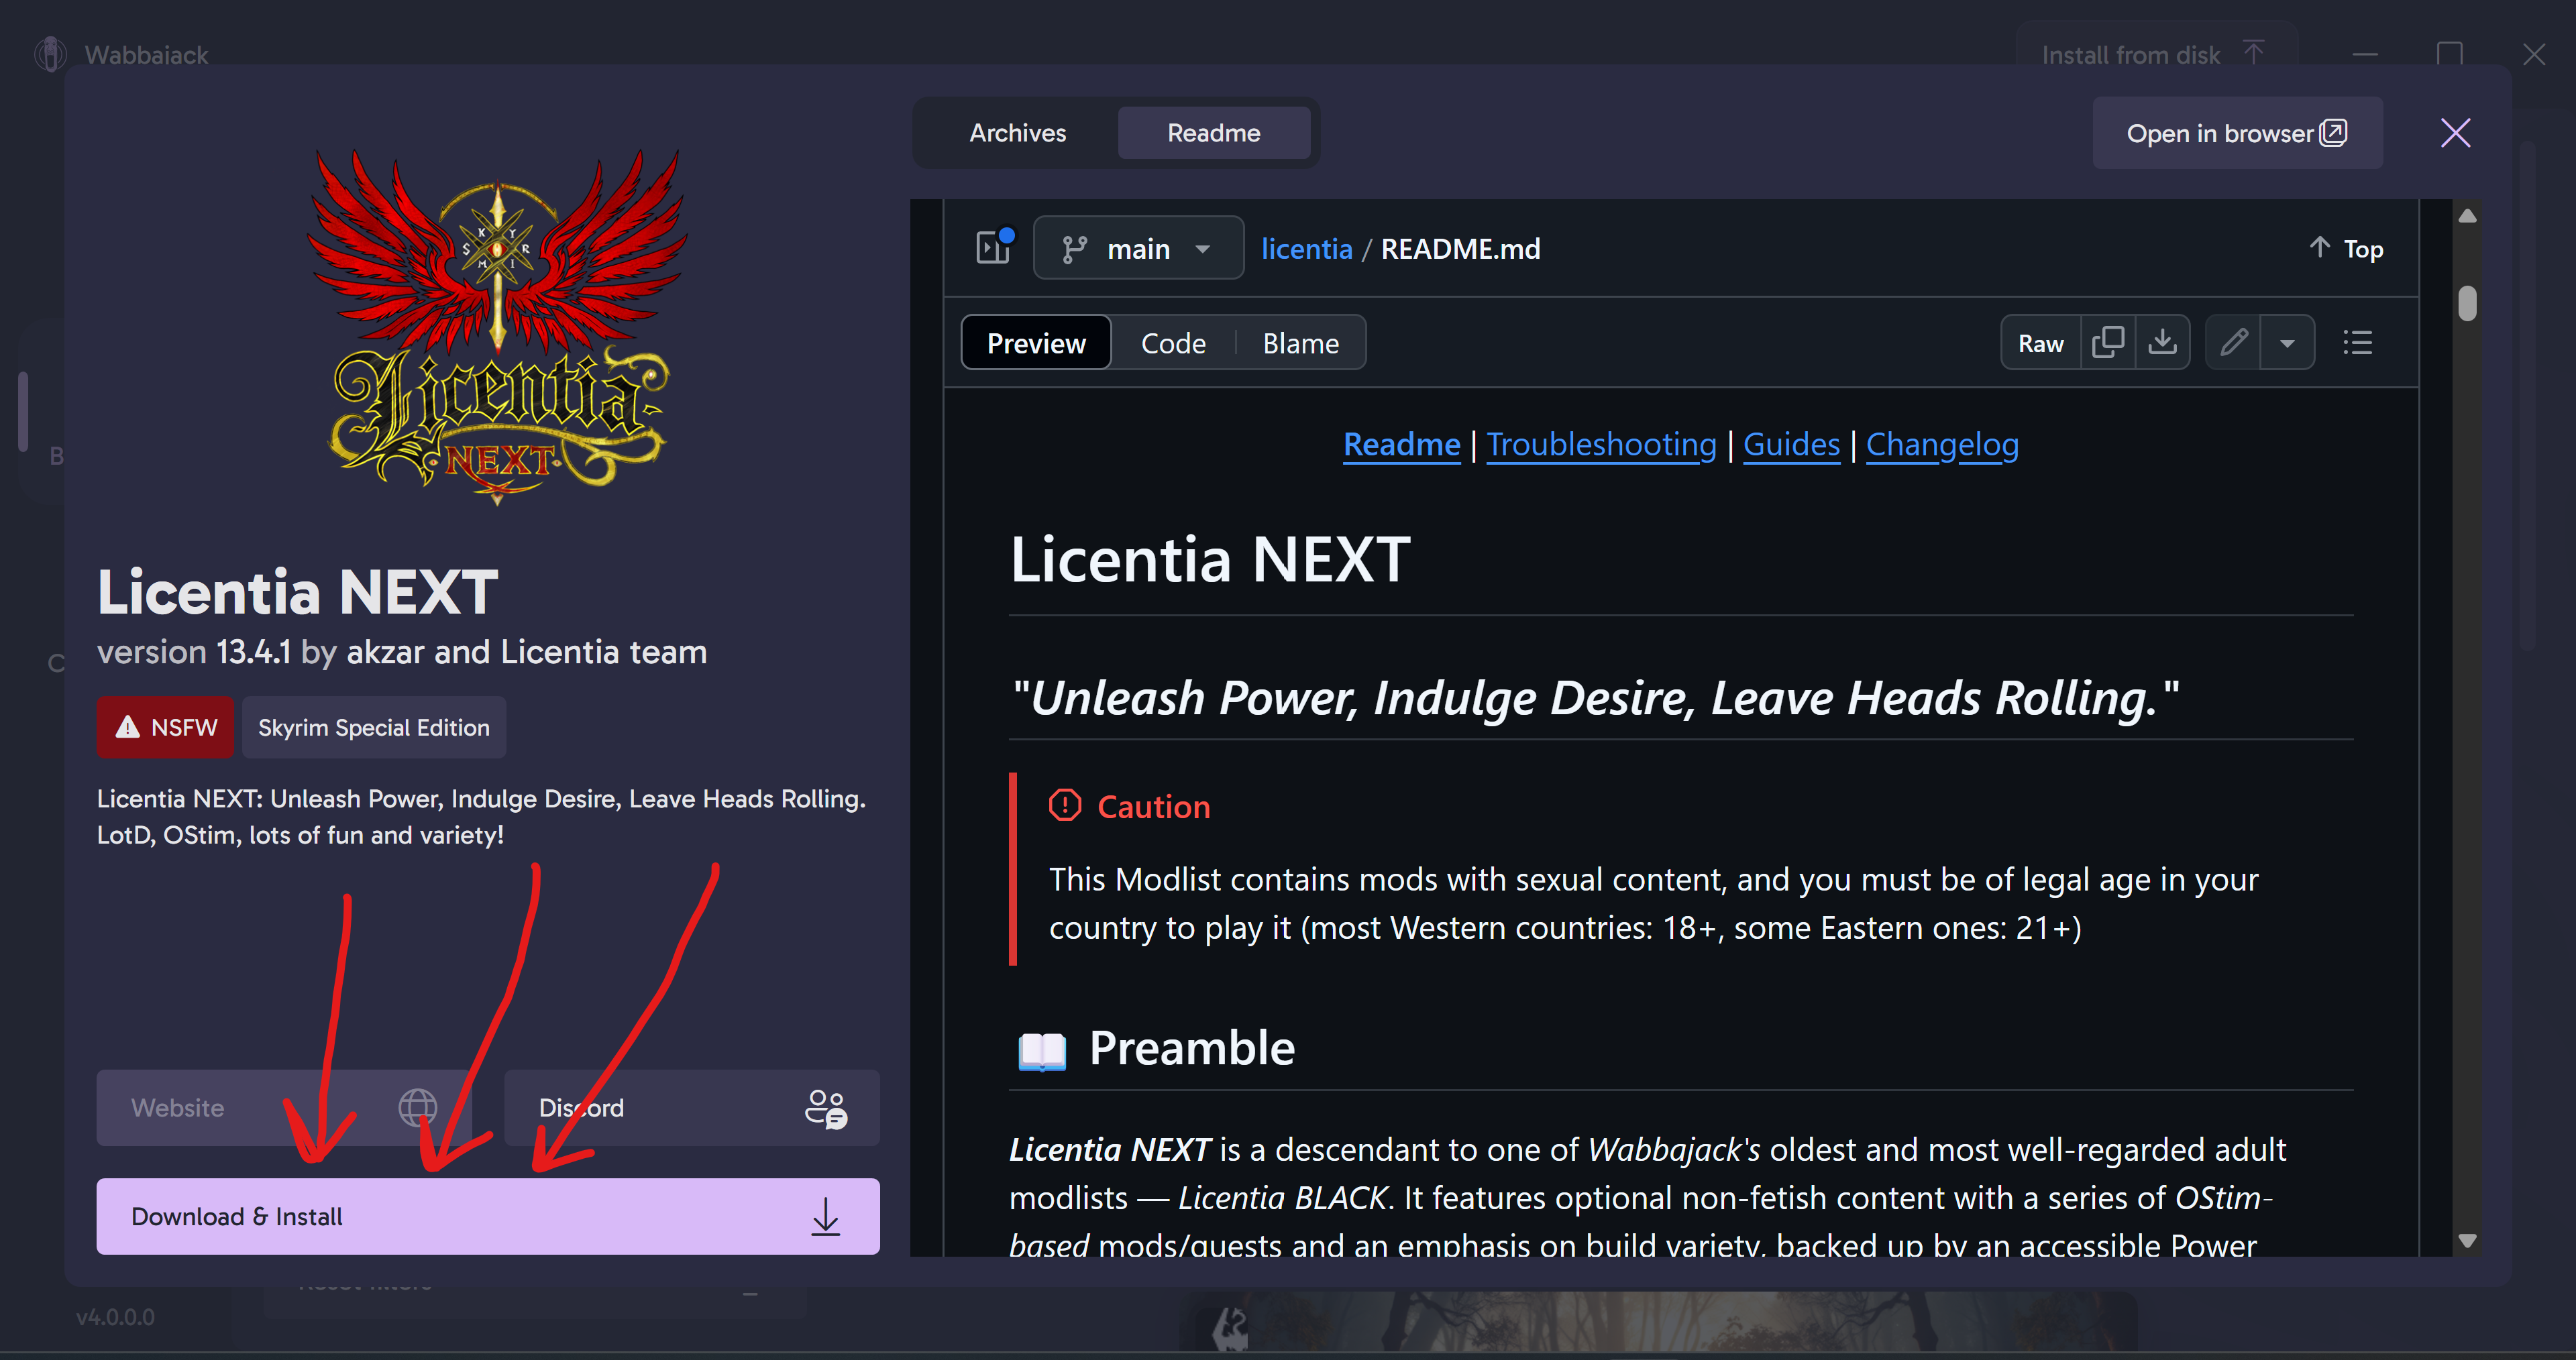 Wabbajack
Install from disk
Archives
Readme
Open in browser
S K Y R I M
Licentia
NEXT
main
licentia / README.md
Top
Preview
Code
Blame
Raw
Readme | Troubleshooting | Guides | Changelog
Licentia NEXT
version 13.4.1 by akzar and Licentia team
NSFW
Skyrim Special Edition
Licentia NEXT: Unleash Power, Indulge Desire, Leave Heads Rolling.
LotD, OStim, lots of fun and variety!
Website
Discord
Download & Install
Licentia NEXT
"Unleash Power, Indulge Desire, Leave Heads Rolling."
Caution
This Modlist contains mods with sexual content, and you must be of legal age in your
country to play it (most Western countries: 18+, some Eastern ones: 21+)
Preamble
Licentia NEXT is a descendant to one of Wabbajack's oldest and most well-regarded adult
modlists — Licentia BLACK. It features optional non-fetish content with a series of OStim-
based mods/quests and an emphasis on build variety, backed up by an accessible Power
Reset filters
v4.0.0.0